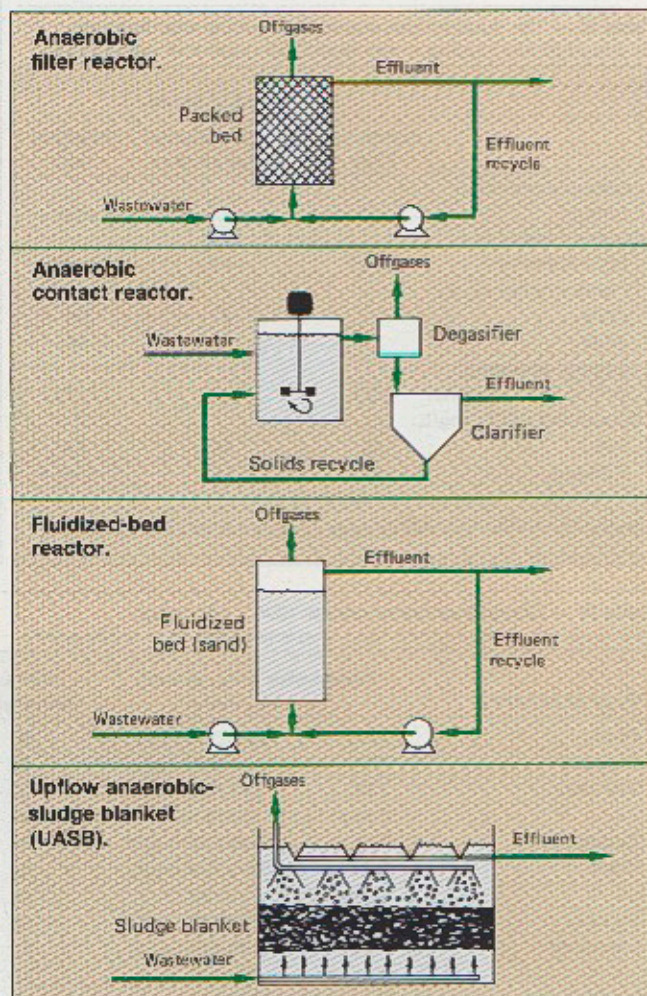 Anaerobic
filter reactor.
Offgases
Effluent
Packed
bed
Effluent
recycle
Wastewater
Anaerobic
contact reactor.
Offgases
Wastewater
Degasifier
Effluent
Clarifier
Solids recycle
Fluidized-bed
reactor.
Offgases
Effluent
Fluidized
bed (sand)
Effluent
recycle
Wastewater
Upflow anaerobic-
sludge blanket
(UASB).
Offgases
Effluent
Sludge blanket
Wastewater